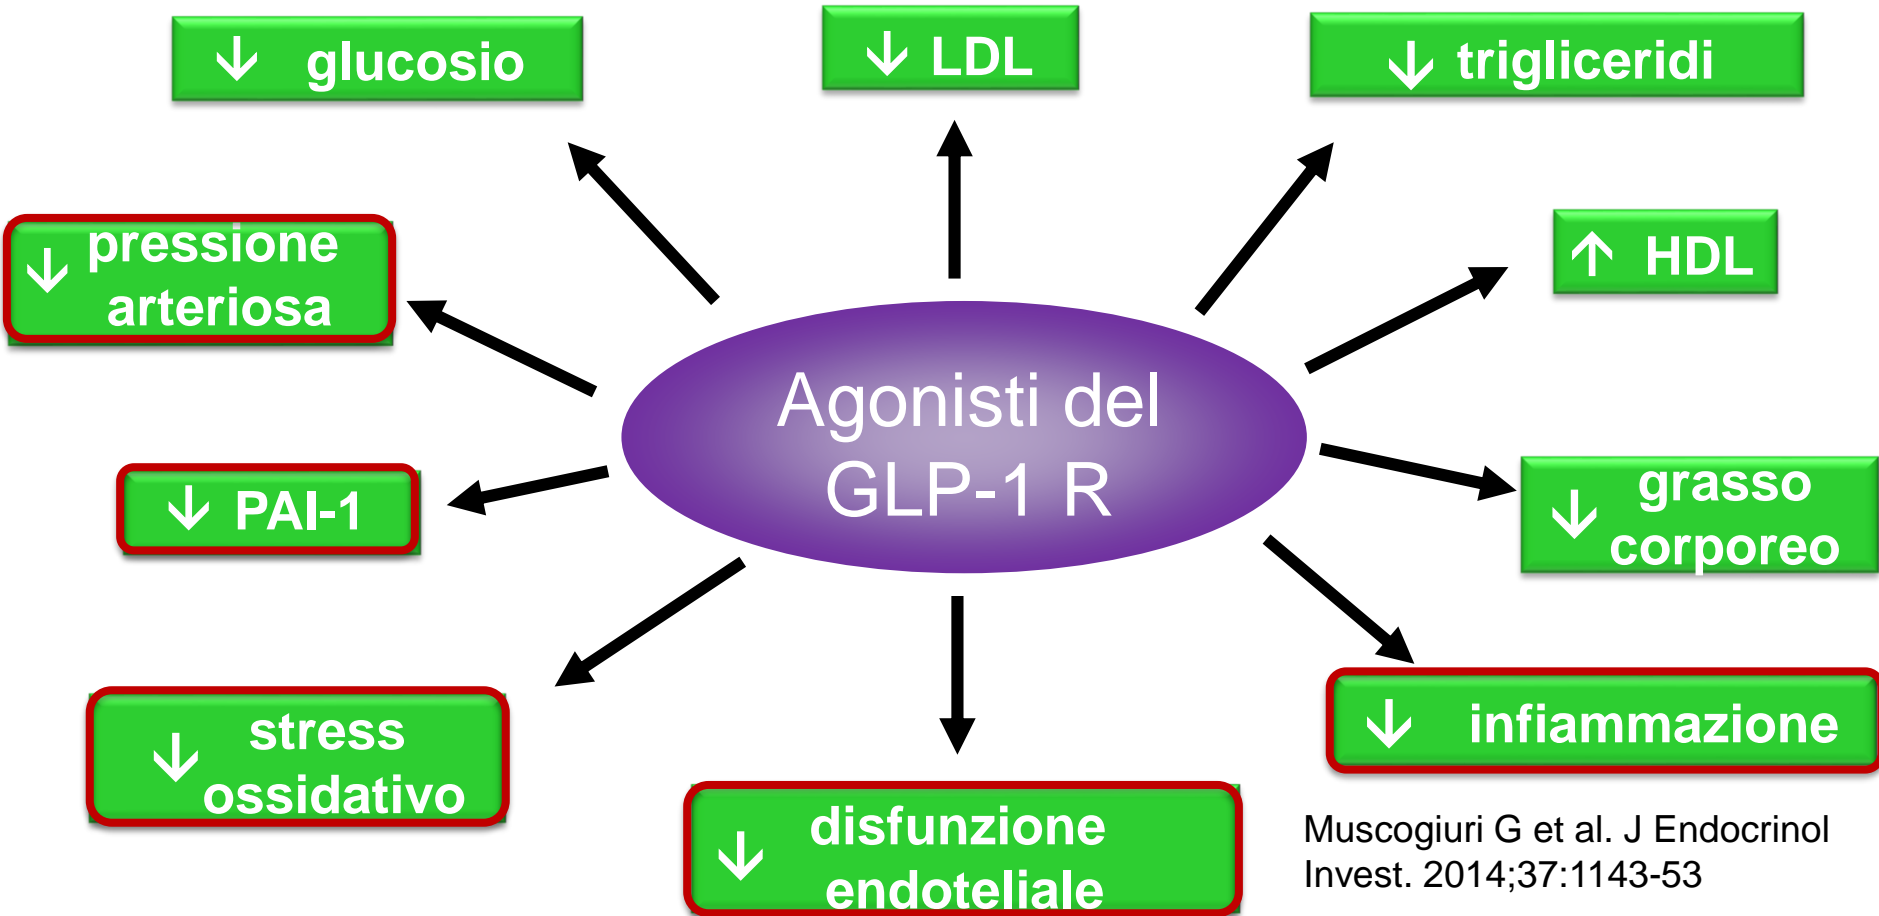 ↓ glucosio
↓ LDL
↓ trigliceridi
↓ pressione
arteriosa
↑ HDL
Agonisti del
GLP-1 R
↓ PAI-1
↓ grasso
corporeo
↓ stress
ossidativo
↓ infiammazione
↓ disfunzione
endoteliale
Muscogiuri G et al. J Endocrinol
Invest. 2014;37:1143-53